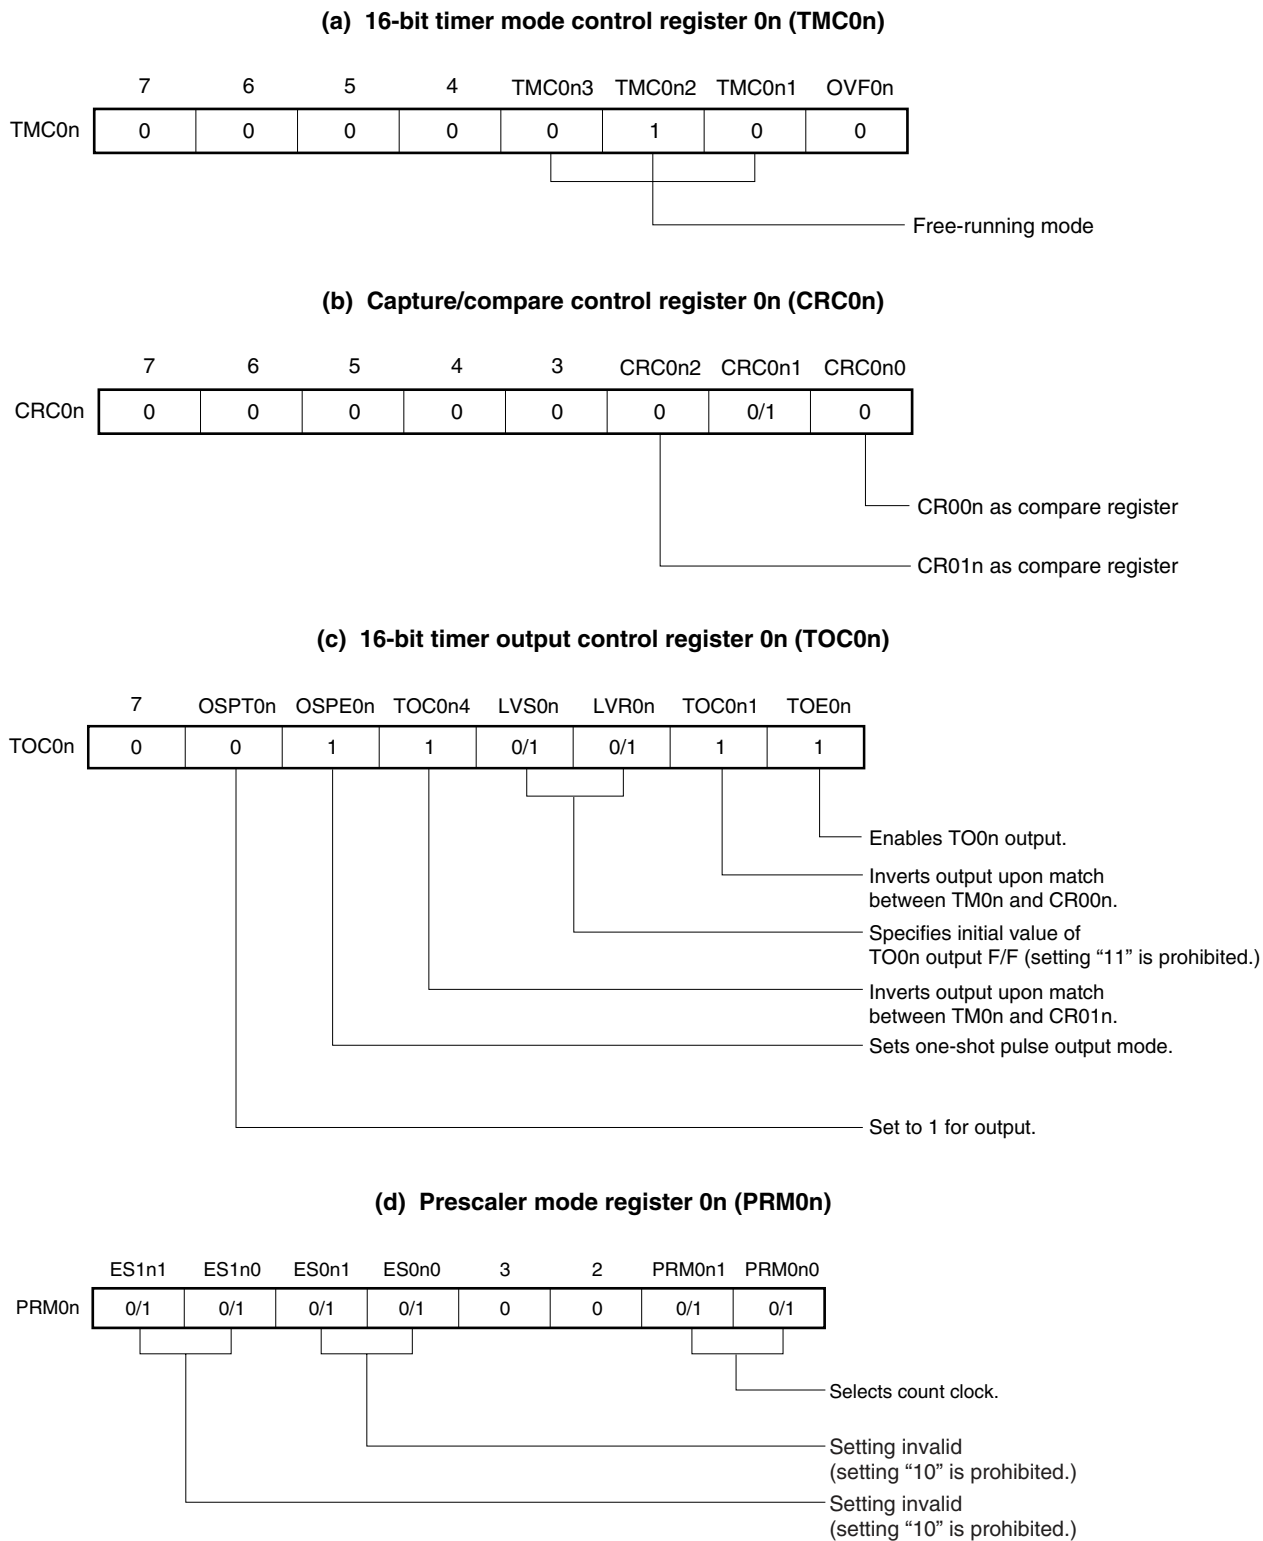 (a) 16-bit timer mode control register 0n (TMC0n)
7 6 5 4 TMC0n3 TMC0n2 TMC0n1 OVF0n
TMC0n 0 0 0 0 0 1 0 0
Free-running mode
(b) Capture/compare control register 0n (CRC0n)
7 6 5 4 3 CRC0n2 CRC0n1 CRC0n0
CRC0n 0 0 0 0 0 0 0/1 0
CR00n as compare register
CR01n as compare register
(c) 16-bit timer output control register 0n (TOC0n)
7 OSPT0n OSPE0n TOC0n4 LVS0n LVR0n TOC0n1 TOE0n
TOC0n 0 0 1 1 0/1 0/1 1 1
Enables TO0n output.
Inverts output upon match
between TM0n and CR00n.
Specifies initial value of
TO0n output F/F (setting “11” is prohibited.)
Inverts output upon match
between TM0n and CR01n.
Sets one-shot pulse output mode.
Set to 1 for output.
(d) Prescaler mode register 0n (PRM0n)
ES1n1 ES1n0 ES0n1 ES0n0 3 2 PRM0n1 PRM0n0
PRM0n 0/1 0/1 0/1 0/1 0 0 0/1 0/1
Selects count clock.
Setting invalid
(setting “10” is prohibited.)
Setting invalid
(setting “10” is prohibited.)